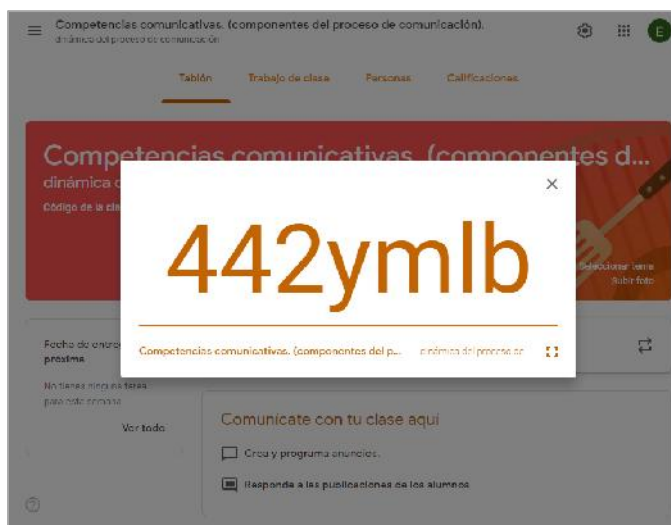 Competencias comunicativas. (componentes del proceso de comunicación).
dinámica del proceso de comunicación
E
Tablón Trabajo de clase Personas Calificaciones
Competencias comunicativas. (componentes d...
dinámica d
Código de la cla
442ymlb
Competencias comunicativas. (componentes del p... dinámica del proceso de
Seleccionar tema
Subir foto
Fecha de entre
próxima
No tienes ninguna tarea
para esta semana
Ver todo
Comunícate con tu clase aquí
Crea y programa anuncios.
Responde a las publicaciones de los alumnos